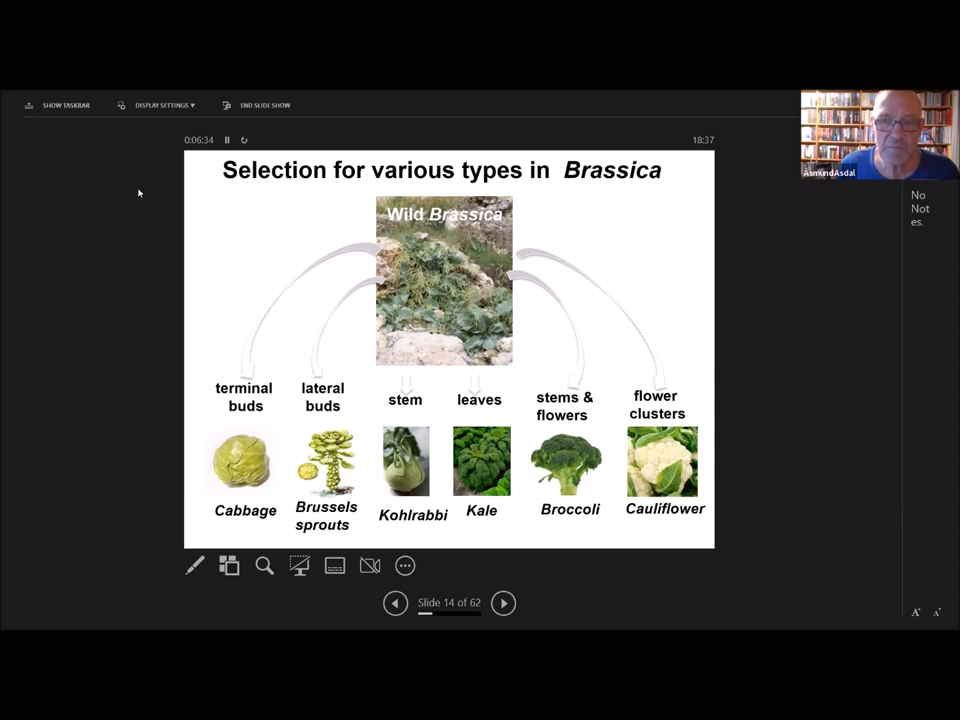 SHOW TASKBAR
DISPLAY SETTINGS ▾
END SLIDE SHOW
0:06:34
18:37
ÅsmundAsdal
No
Not
es.
Selection for various types in Brassica
Wild Brassica
terminal
buds
lateral
buds
stem
leaves
stems &
flowers
flower
clusters
Cabbage
Brussels
sprouts
Kohlrabbi
Kale
Broccoli
Cauliflower
Slide 14 of 62
A A